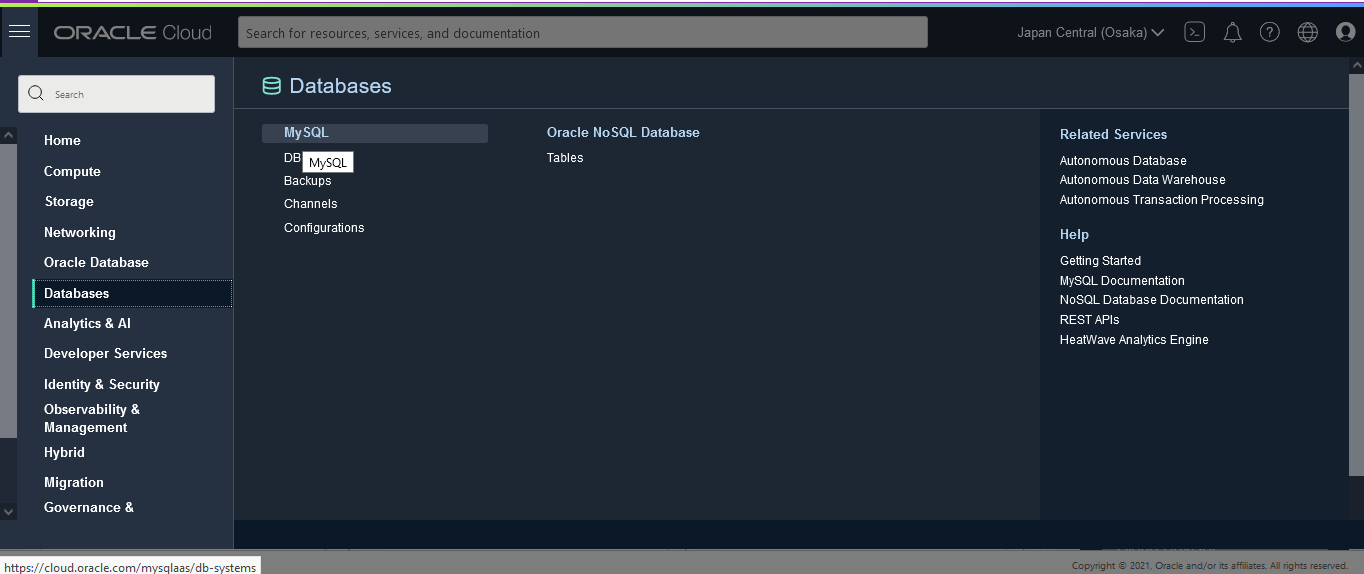 ORACLE Cloud
Search for resources, services, and documentation
Japan Central (Osaka)
Search
Home
Compute
Storage
Networking
Oracle Database
Databases
Analytics & AI
Developer Services
Identity & Security
Observability &
Management
Hybrid
Migration
Governance &
Databases
MySQL
DB
MySQL
Backups
Channels
Configurations
Oracle NoSQL Database
Tables
Related Services
Autonomous Database
Autonomous Data Warehouse
Autonomous Transaction Processing
Help
Getting Started
MySQL Documentation
NoSQL Database Documentation
REST APIs
HeatWave Analytics Engine
https://cloud.oracle.com/mysqlaas/db-systems
Copyright © 2021, Oracle and/or its affiliates. All rights reserved.